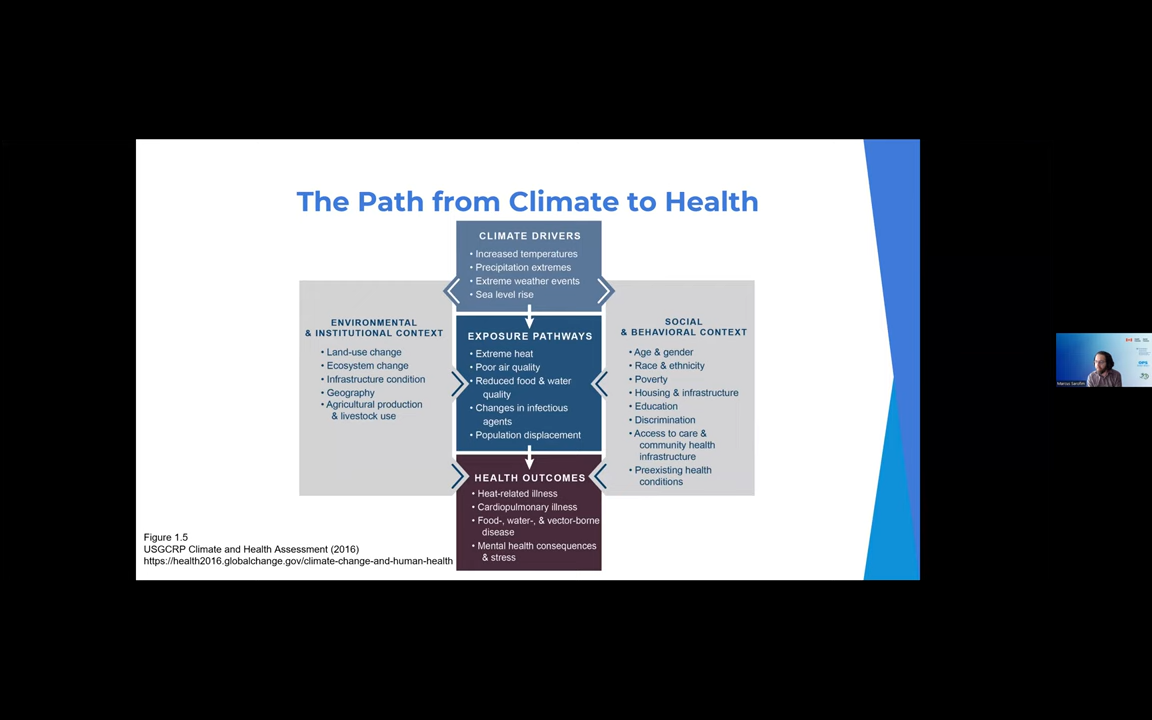 The Path from Climate to Health
CLIMATE DRIVERS
• Increased temperatures
• Precipitation extremes
• Extreme weather events
• Sea level rise
ENVIRONMENTAL
& INSTITUTIONAL CONTEXT
• Land-use change
• Ecosystem change
• Infrastructure condition
• Geography
• Agricultural production
& livestock use
EXPOSURE PATHWAYS
• Extreme heat
• Poor air quality
• Reduced food & water
quality
• Changes in infectious
agents
• Population displacement
SOCIAL
& BEHAVIORAL CONTEXT
• Age & gender
• Race & ethnicity
• Poverty
• Housing & infrastructure
• Education
• Discrimination
• Access to care &
community health
infrastructure
• Preexisting health
conditions
HEALTH OUTCOMES
• Heat-related illness
• Cardiopulmonary illness
• Food-, water-, & vector-borne
disease
• Mental health consequences
& stress
Figure 1.5
USGCRP Climate and Health Assessment (2016)
https://health2016.globalchange.gov/climate-change-and-human-health
Marcus Sarofim